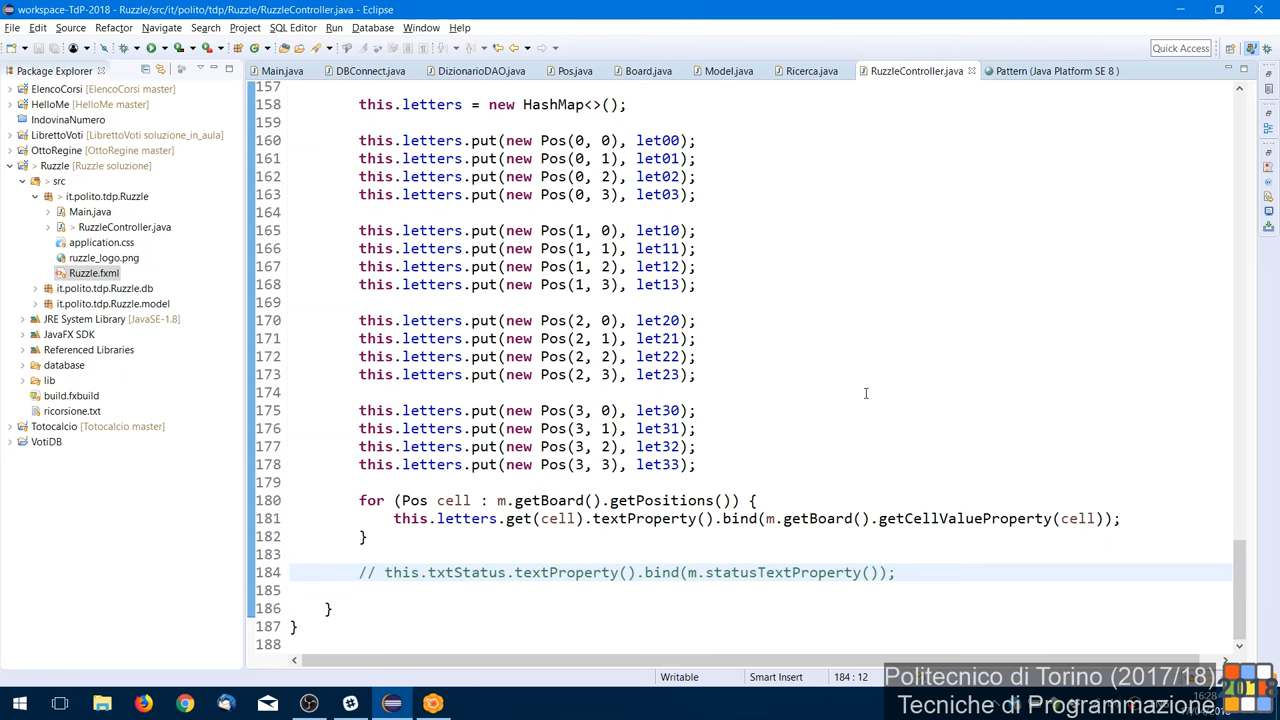 workspace-TdP-2018 - Ruzzle/src/it/polito/tdp/Ruzzle/RuzzleController.java - Eclipse
File Edit Source Refactor Navigate Search Project SQL Editor Run Database Window Help
Quick Access
Package Explorer
Main.java DBConnect.java DizionarioDAO.java Pos.java Board.java Model.java Ricerca.java RuzzleController.java Pattern (Java Platform SE 8 )
ElencoCorsi [ElencoCorsi master]
HelloMe [HelloMe master]
IndovinaNumero
LibrettoVoti [LibrettoVoti soluzione_in_aula]
OttoRegine [OttoRegine master]
> Ruzzle [Ruzzle soluzione]
> src
> it.polito.tdp.Ruzzle
Main.java
> RuzzleController.java
application.css
ruzzle_logo.png
Ruzzle.fxml
it.polito.tdp.Ruzzle.db
it.polito.tdp.Ruzzle.model
JRE System Library [JavaSE-1.8]
JavaFX SDK
Referenced Libraries
database
lib
build.fxbuild
ricorsione.txt
Totocalcio [Totocalcio master]
VotiDB
157
158 this.letters = new HashMap<>();
159
160 this.letters.put(new Pos(0, 0), let00);
161 this.letters.put(new Pos(0, 1), let01);
162 this.letters.put(new Pos(0, 2), let02);
163 this.letters.put(new Pos(0, 3), let03);
164
165 this.letters.put(new Pos(1, 0), let10);
166 this.letters.put(new Pos(1, 1), let11);
167 this.letters.put(new Pos(1, 2), let12);
168 this.letters.put(new Pos(1, 3), let13);
169
170 this.letters.put(new Pos(2, 0), let20);
171 this.letters.put(new Pos(2, 1), let21);
172 this.letters.put(new Pos(2, 2), let22);
173 this.letters.put(new Pos(2, 3), let23);
174
175 this.letters.put(new Pos(3, 0), let30);
176 this.letters.put(new Pos(3, 1), let31);
177 this.letters.put(new Pos(3, 2), let32);
178 this.letters.put(new Pos(3, 3), let33);
179
180 for (Pos cell : m.getBoard().getPositions()) {
181 this.letters.get(cell).textProperty().bind(m.getBoard().getCellValueProperty(cell));
182 }
183
184 // this.txtStatus.textProperty().bind(m.statusTextProperty());
185
186 }
187 }
188
Writable Smart Insert 184 : 12
Politecnico di Torino (2017/18)
Tecniche di Programmazione
2018
16:28